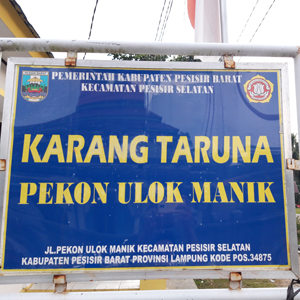 PEMERINTAH KABUPATEN PESISIR BARAT
KECAMATAN PESISIR SELATAN
KARANG TARUNA
PEKON ULOK MANIK
JL.PEKON ULOK MANIK KECAMATAN PESISIR SELATAN
KABUPATEN PESISIR BARAT PROVINSI LAMPUNG KODE POS.34875